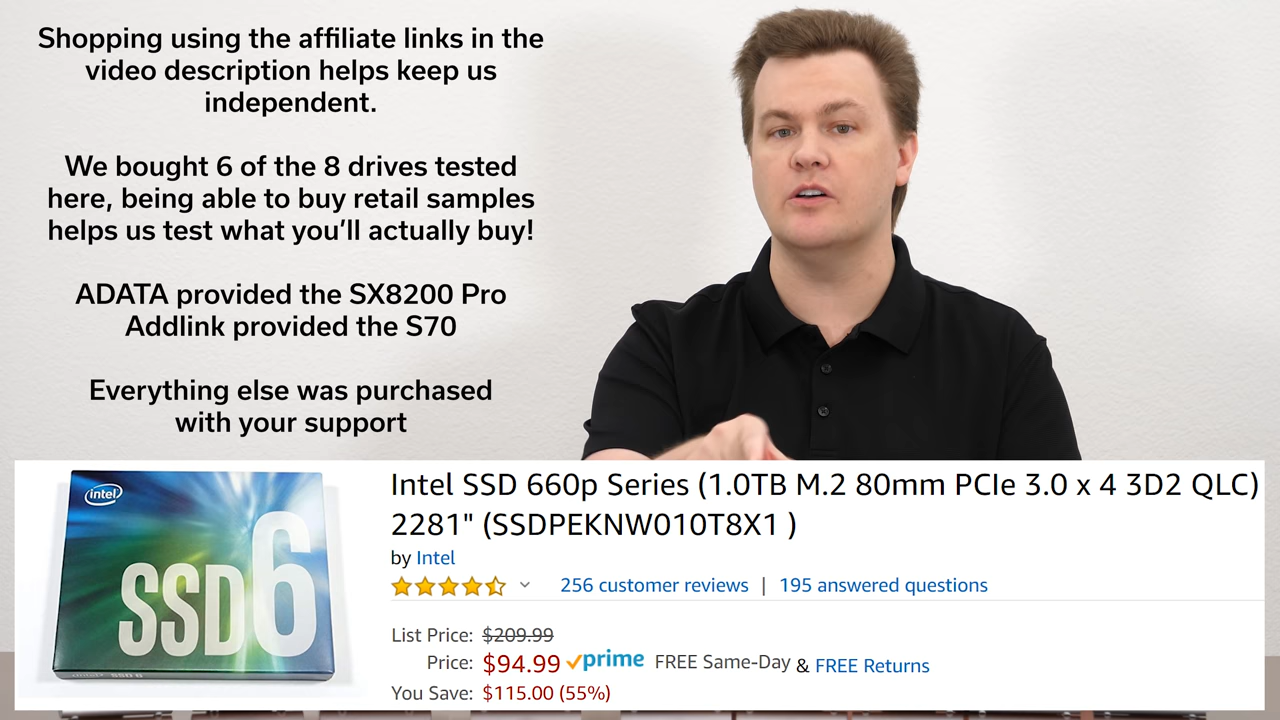 Shopping using the affiliate links in the
video description helps keep us
independent.
We bought 6 of the 8 drives tested
here, being able to buy retail samples
helps us test what you’ll actually buy!
ADATA provided the SX8200 Pro
Addlink provided the S70
Everything else was purchased
with your support
intel
SSD6
intel SSD 6
Intel SSD 660p Series (1.0TB M.2 80mm PCIe 3.0 x 4 3D2 QLC)
2281" (SSDPEKNW010T8X1 )
by Intel
256 customer reviews | 195 answered questions
List Price: $209.99
Price: $94.99 prime FREE Same-Day & FREE Returns
You Save: $115.00 (55%)